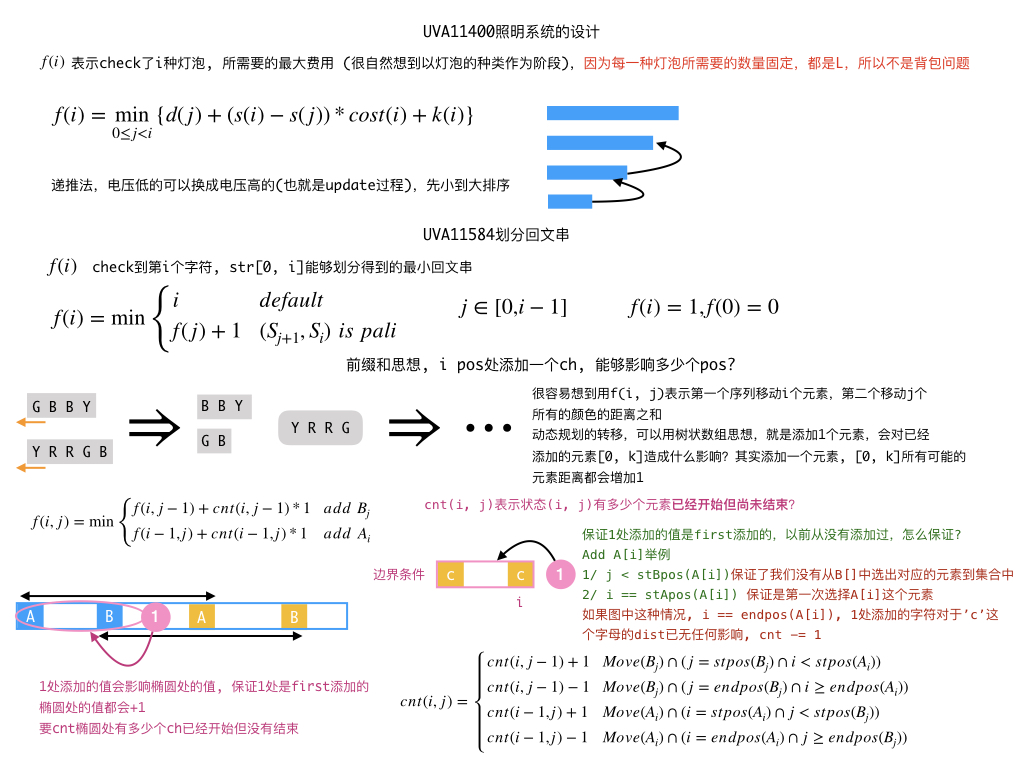 UVA11400照明系统的设计
f(i) 表示check了i种灯泡, 所需要的最大费用 (很自然想到以灯泡的种类作为阶段), 因为每一种灯泡所需要的数量固定, 都是L, 所以不是背包问题
f(i) = min {d(j) + (s(i) − s(j)) * cost(i) + k(i)}
0≤j<i
递推法, 电压低的可以换成电压高的(也就是update过程), 先小到大排序
UVA11584划分回文串
f(i) check到第i个字符, str[0, i]能够划分得到的最小回文串
f(i) = min { i default
f(j) + 1 (S_{j+1}, S_i) is pali
j ∈ [0,i − 1] f(i) = 1,f(0) = 0
前缀和思想, i pos处添加一个ch, 能够影响多少个pos?
G B B Y
Y R R G B
B B Y
G B
Y R R G
很容易想到用f(i, j)表示第一个序列移动i个元素, 第二个移动j个
所有的颜色的距离之和
动态规划的转移, 可以用树状数组思想, 就是添加1个元素, 会对已经
添加的元素[0, k]造成什么影响? 其实添加一个元素, [0, k]所有可能的
元素距离都会增加1
cnt(i, j)表示状态(i, j)有多少个元素已经开始但尚未结束?
f(i, j) = min { f(i, j − 1) + cnt(i, j − 1) * 1 add B_j
f(i − 1,j) + cnt(i − 1,j) * 1 add A_i
边界条件 c c 1
i
保证1处添加的值是first添加的, 以前从没有添加过, 怎么保证?
Add A[i]举例
1/ j < stBpos(A[i])保证了我们没有从B[]中选出对应的元素到集合中
2/ i == stApos(A[i]) 保证是第一次选择A[i]这个元素
如果图中这种情况, i == endpos(A[i]), 1处添加的字符对于’c’这
个字母的dist已无任何影响, cnt -= 1
A B 1 A B
1处添加的值会影响椭圆处的值, 保证1处是first添加的
椭圆处的值都会+1
要cnt椭圆处有多少个ch已经开始但没有结束
cnt(i, j) = { cnt(i, j − 1) + 1 Move(B_j) ∩ (j = stpos(B_j) ∩ i < stpos(A_i))
cnt(i, j − 1) − 1 Move(B_j) ∩ (j = endpos(B_j) ∩ i ≥ endpos(A_i))
cnt(i − 1,j) + 1 Move(A_i) ∩ (i = stpos(A_i) ∩ j < stpos(B_j))
cnt(i − 1,j) − 1 Move(A_i) ∩ (i = endpos(A_i) ∩ j ≥ endpos(B_j))